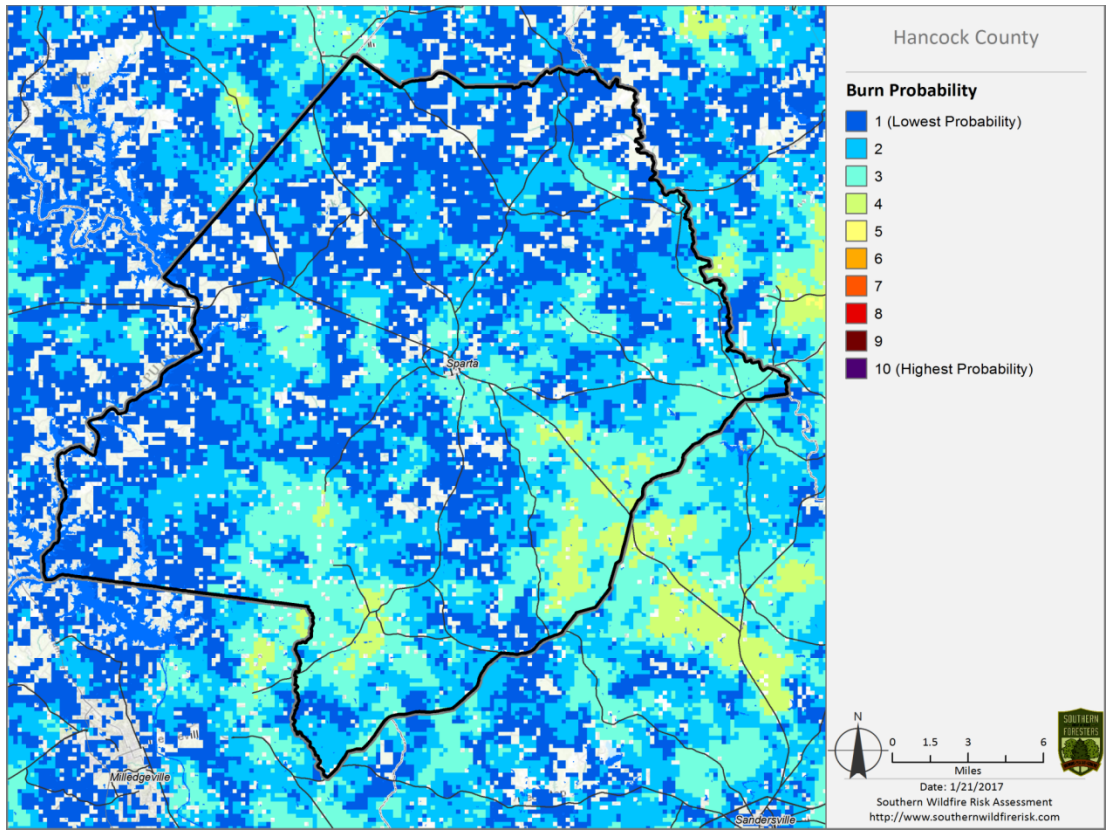 Hancock County
Burn Probability
1 (Lowest Probability)
2
3
4
5
6
7
8
9
10 (Highest Probability)
Sparta
Milledgeville
Sandersville
N
0 1.5 3 6
Miles
Date: 1/21/2017
Southern Wildfire Risk Assessment
http://www.southernwildfirerisk.com
SOUTHERN
FORESTERS